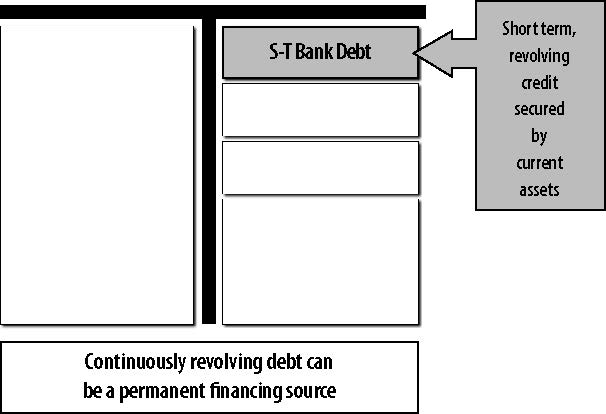 S-T Bank Debt
Short term,
revolving
credit
secured
by
current
assets
Continuously revolving debt can
be a permanent financing source